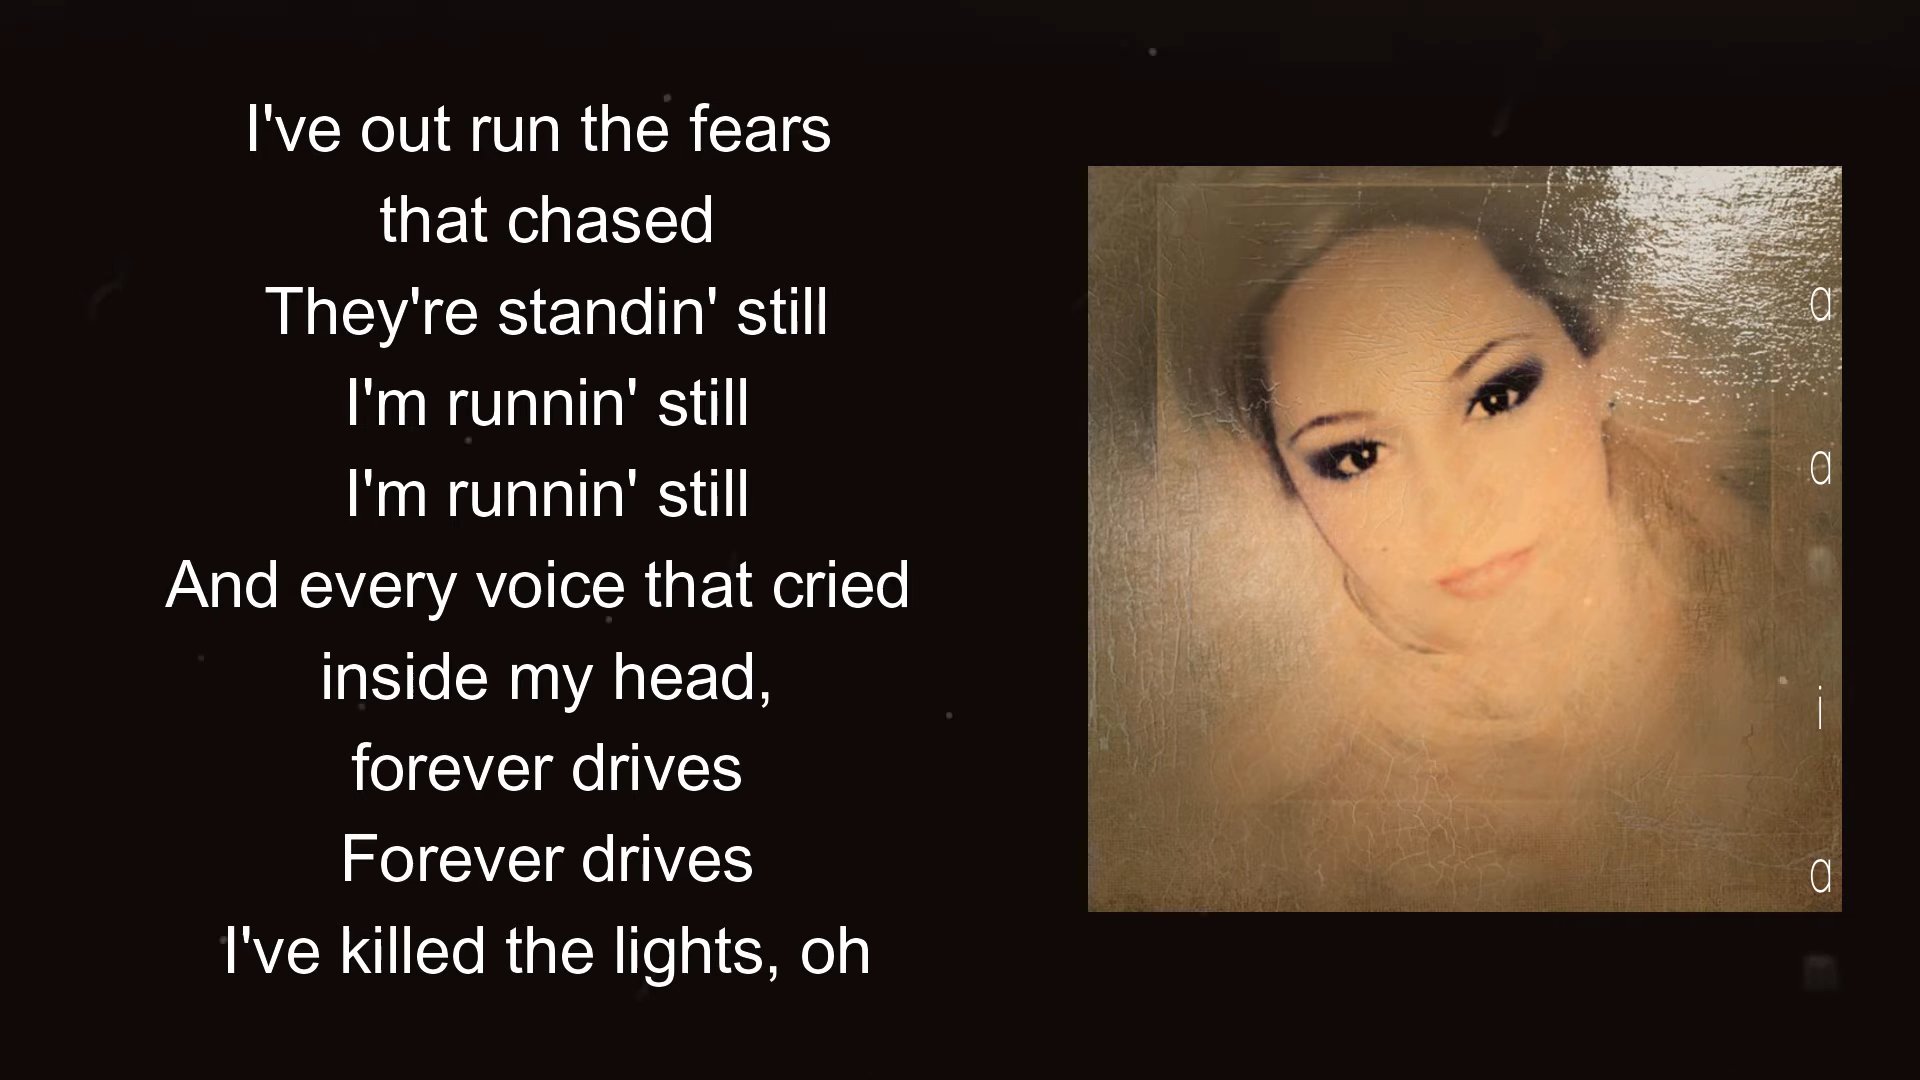 I've out run the fears
that chased
They're standin' still
I'm runnin' still
I'm runnin' still
And every voice that cried
inside my head,
forever drives
Forever drives
I've killed the lights, oh
a
a
i
a